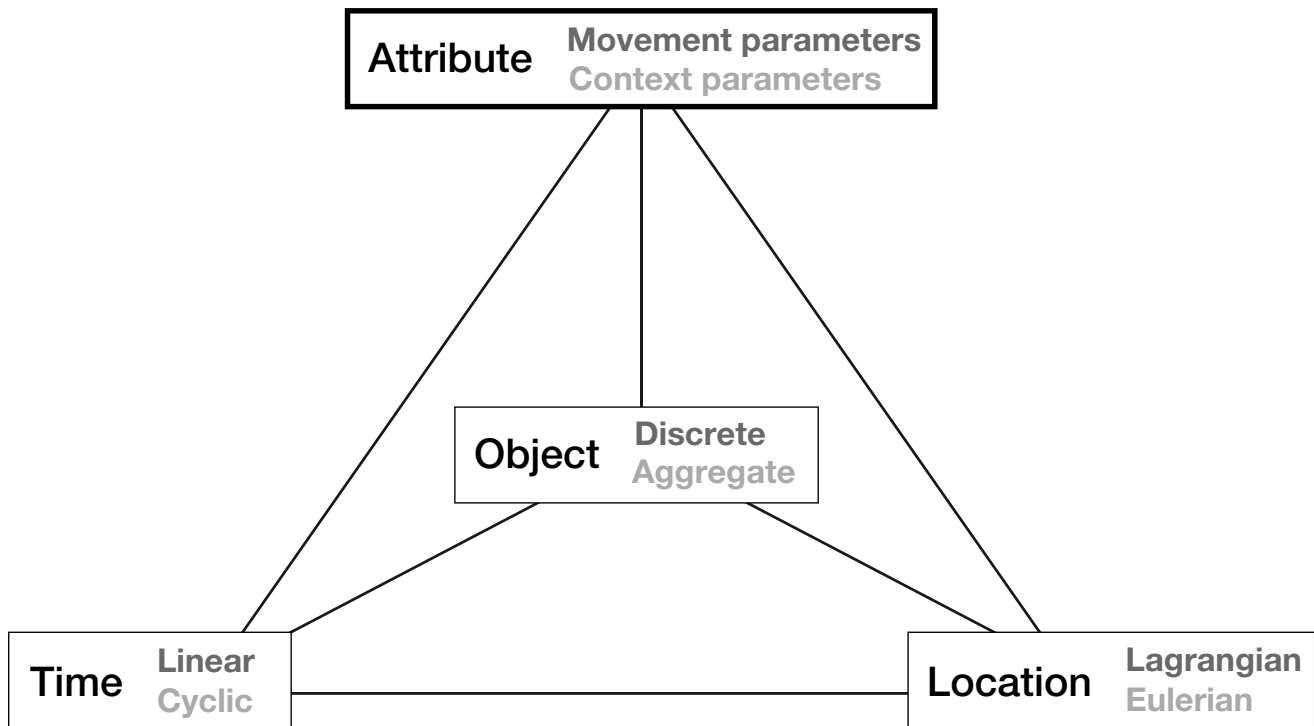 Attribute
Movement parameters
Context parameters
Object
Discrete
Aggregate
Time
Linear
Cyclic
Location
Lagrangian
Eulerian